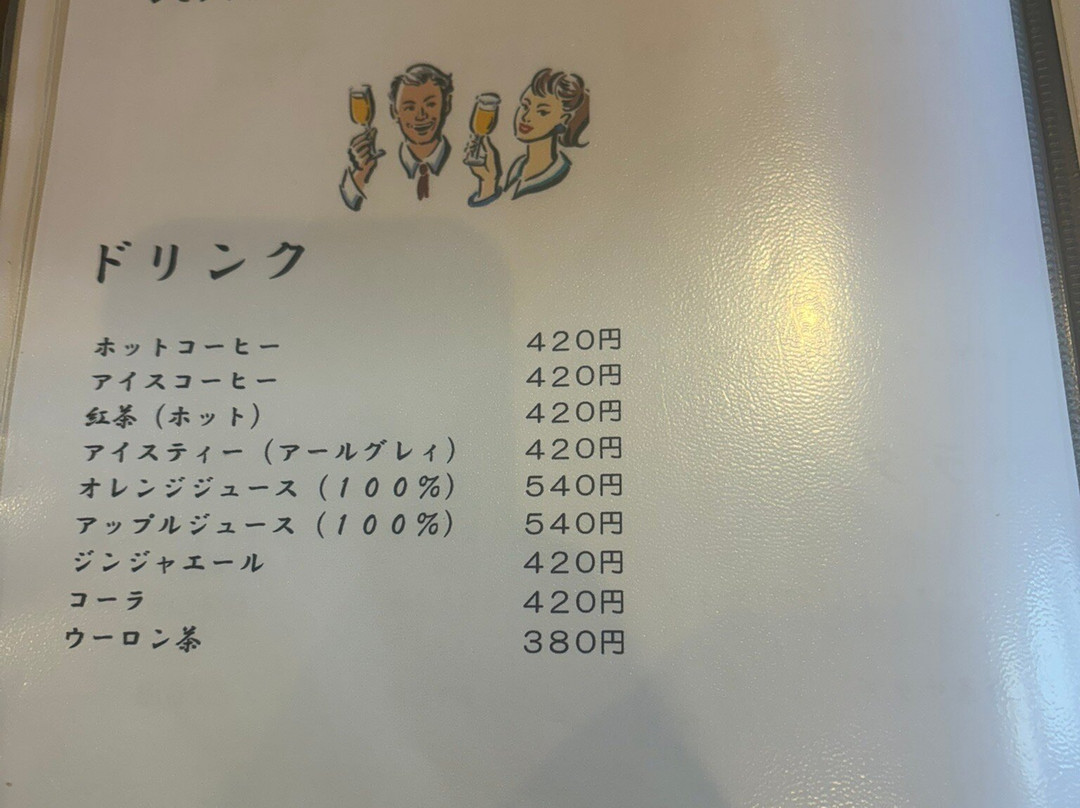 ドリンク
ホットコーヒー 420円
アイスコーヒー 420円
紅茶（ホット） 420円
アイスティー（アールグレィ） 420円
オレンジジュース（100％） 540円
アップルジュース（100％） 540円
ジンジャエール 420円
コーラ 420円
ウーロン茶 380円